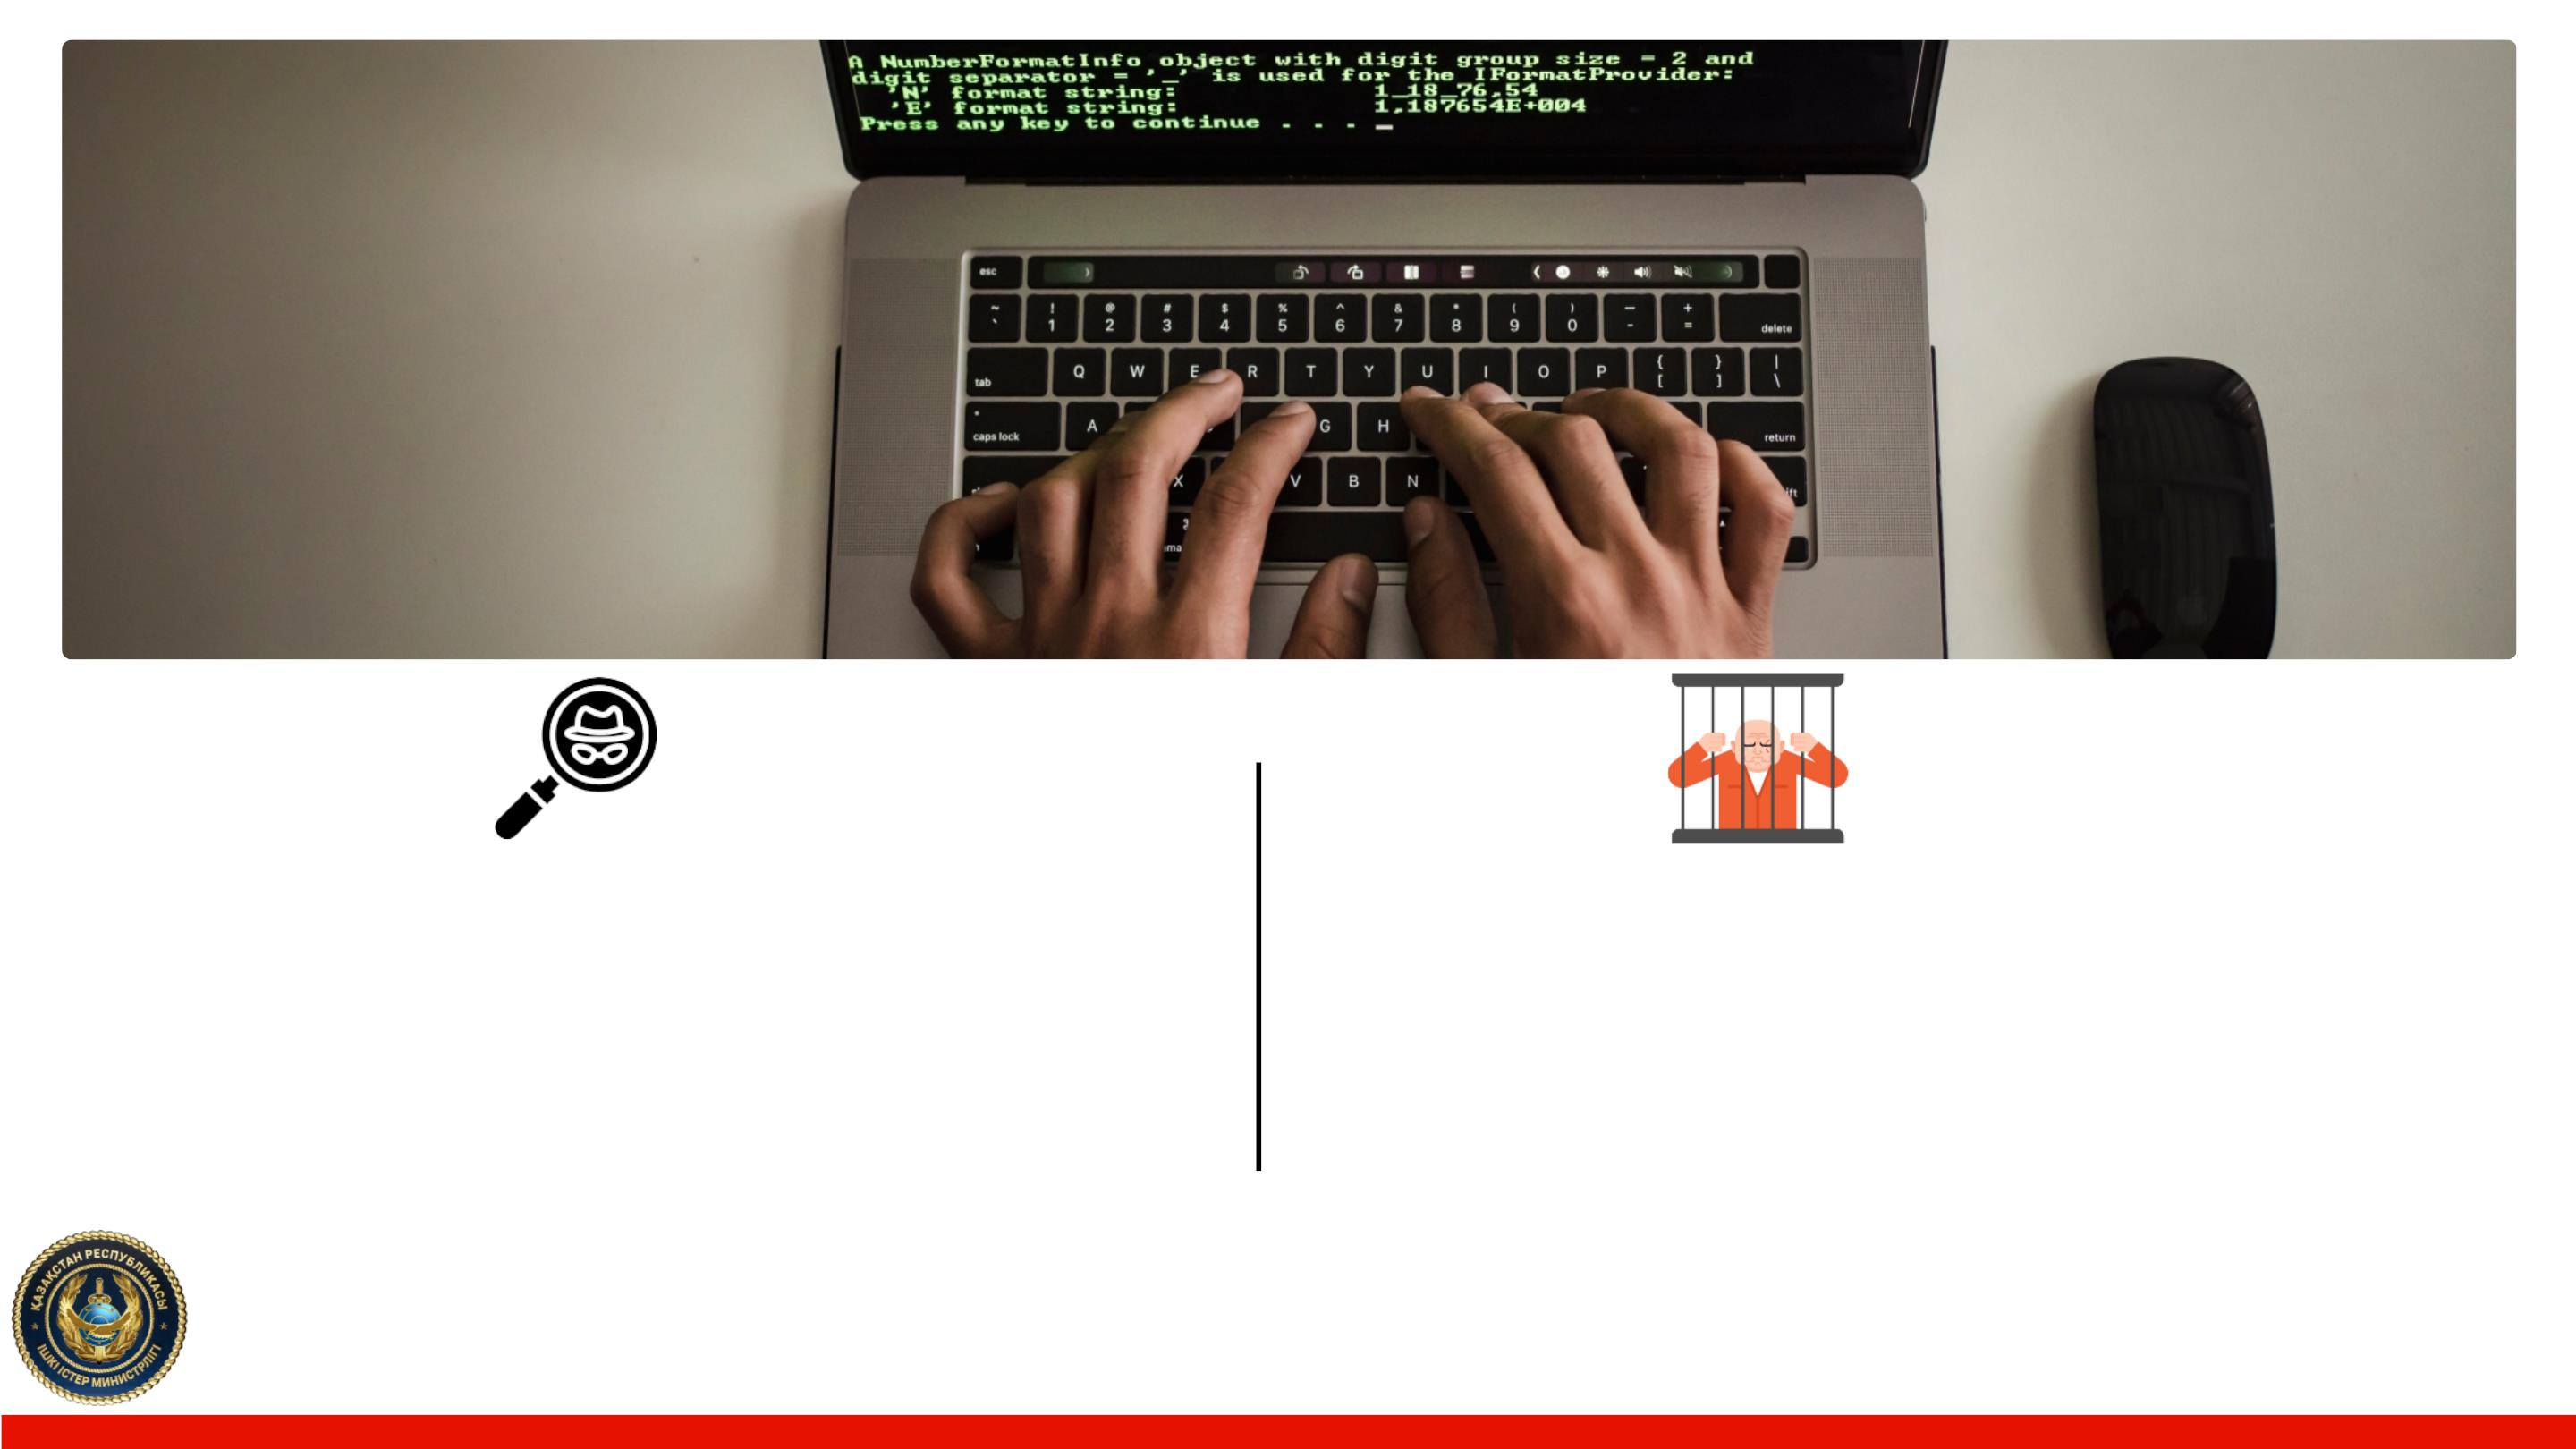 A NumberFormatInfo object with digit group size = 2 and
digit separator = '_' is used for the IFormatProvider:
'N' format string: 1_18_76,54
'E' format string: 1,187654E+004
Press any key to continue . . . _
esc
~ ! @ # $ % ^ & * ( ) — +
` 1 2 3 4 5 6 7 8 9 0 - = delete
tab Q W E R T Y U I O P { [ } ] | \
caps lock A G H return
X V B N
ҚАЗАҚСТАН РЕСПУБЛИКАСЫ
ІШКІ ІСТЕР МИНИСТРЛІГІ